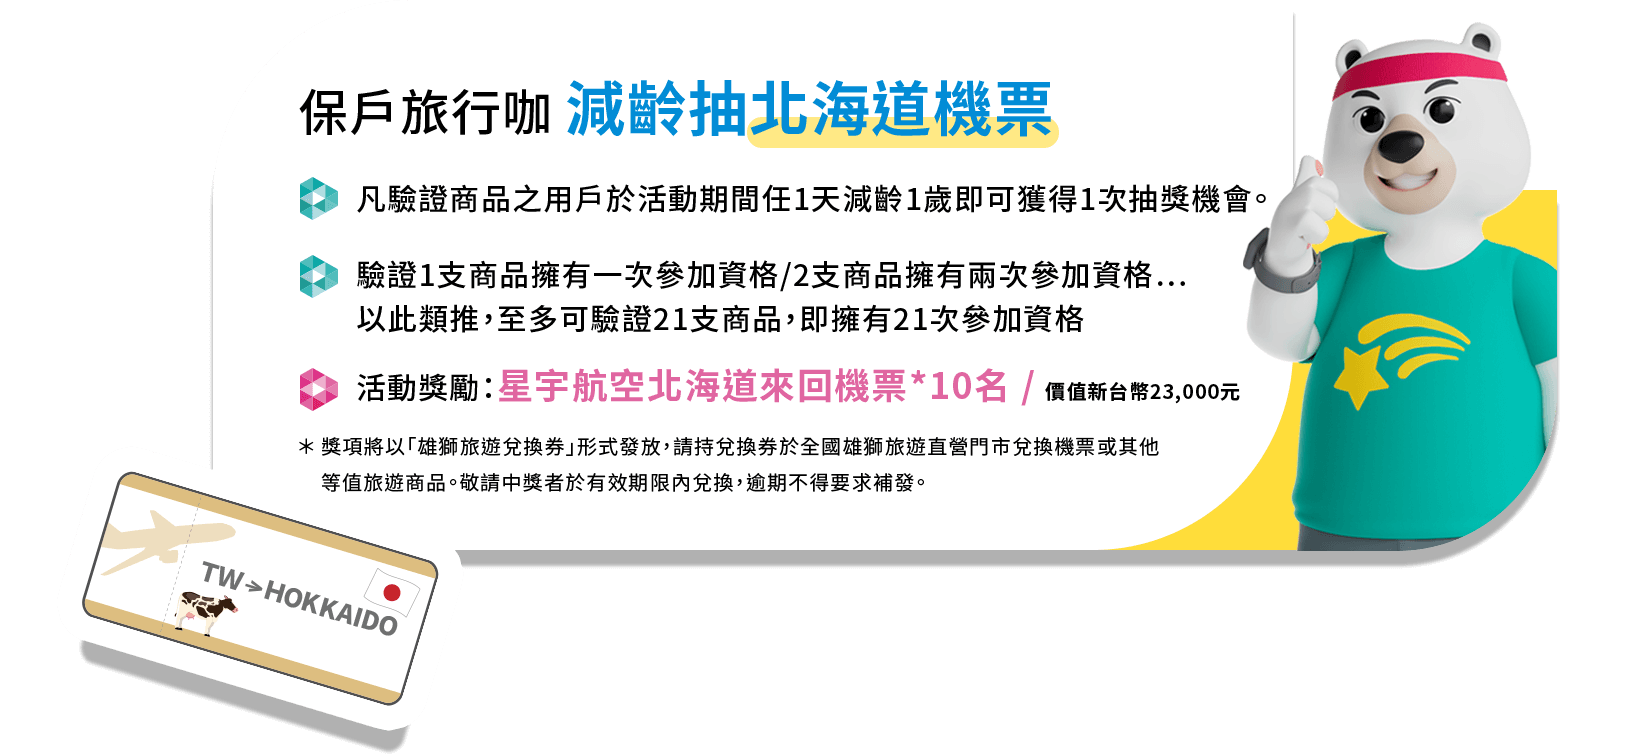 保戶旅行咖 減齡抽北海道機票
凡驗證商品之用戶於活動期間任1天減齡1歲即可獲得1次抽獎機會。
驗證1支商品擁有一次參加資格/2支商品擁有兩次參加資格...
以此類推,至多可驗證21支商品,即擁有21次參加資格
活動獎勵:星宇航空北海道來回機票*10名 / 價值新台幣23,000元
＊ 獎項將以「雄獅旅遊兌換券」形式發放,請持兌換券於全國雄獅旅遊直營門市兌換機票或其他
等值旅遊商品。敬請中獎者於有效期限內兌換,逾期不得要求補發。
TW→HOKKAIDO